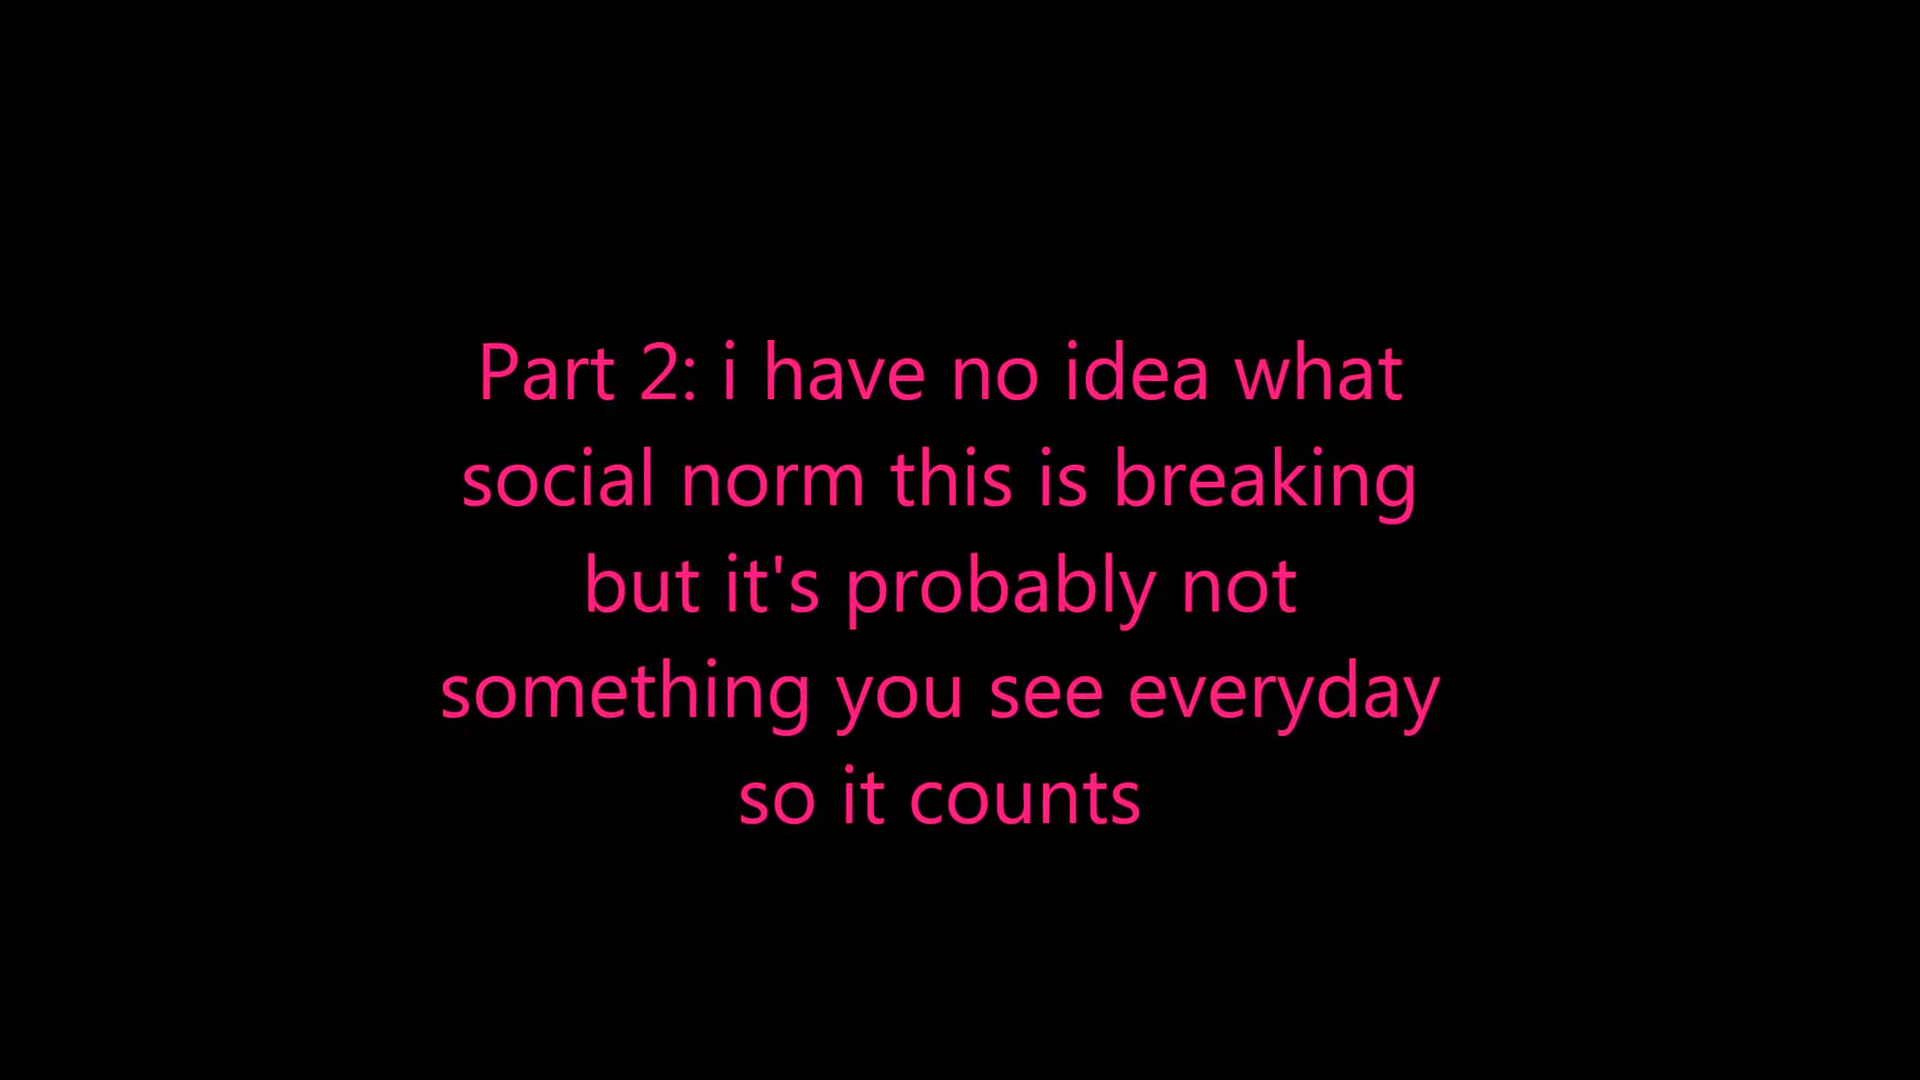 Part 2: i have no idea what
social norm this is breaking
but it's probably not
something you see everyday
so it counts